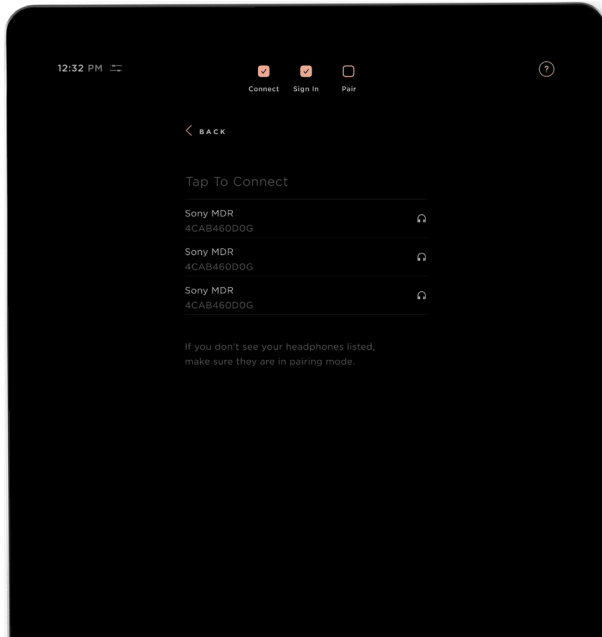 12:32 PM
?
Connect Sign In Pair
BACK
Tap To Connect
Sony MDR
4CAB460D0G
Sony MDR
4CAB460D0G
Sony MDR
4CAB460D0G
If you don't see your headphones listed,
make sure they are in pairing mode.